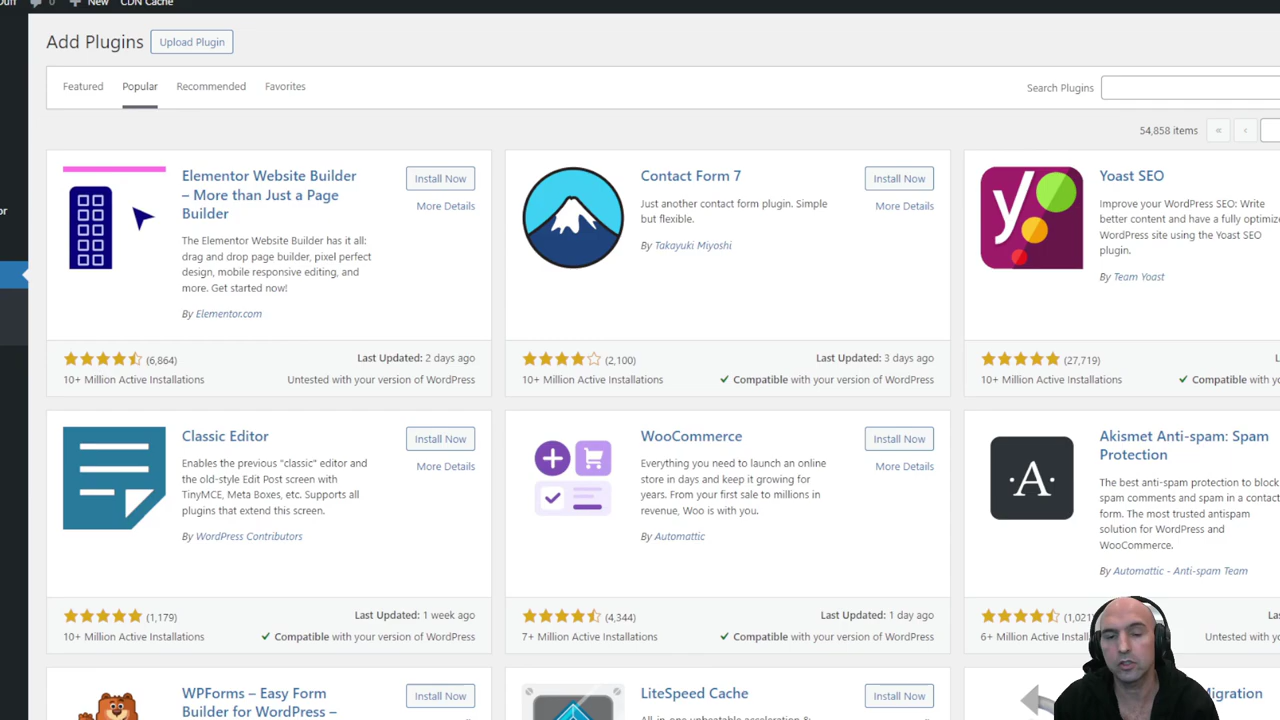 0 New CDN Cache
Add Plugins Upload Plugin
Featured Popular Recommended Favorites Search Plugins
54,858 items « ‹
Elementor Website Builder
– More than Just a Page
Builder
Install Now
More Details
The Elementor Website Builder has it all:
drag and drop page builder, pixel perfect
design, mobile responsive editing, and
more. Get started now!
By Elementor.com
(6,864) Last Updated: 2 days ago
10+ Million Active Installations Untested with your version of WordPress
Contact Form 7
Install Now
More Details
Just another contact form plugin. Simple
but flexible.
By Takayuki Miyoshi
(2,100) Last Updated: 3 days ago
10+ Million Active Installations Compatible with your version of WordPress
y
Yoast SEO
Improve your WordPress SEO: Write
better content and have a fully optimize
WordPress site using the Yoast SEO
plugin.
By Team Yoast
(27,719)
10+ Million Active Installations Compatible
Classic Editor
Install Now
More Details
Enables the previous "classic" editor and
the old-style Edit Post screen with
TinyMCE, Meta Boxes, etc. Supports all
plugins that extend this screen.
By WordPress Contributors
(1,179) Last Updated: 1 week ago
10+ Million Active Installations Compatible with your version of WordPress
WooCommerce
Install Now
More Details
Everything you need to launch an online
store in days and keep it growing for
years. From your first sale to millions in
revenue, Woo is with you.
By Automattic
(4,344) Last Updated: 1 day ago
7+ Million Active Installations Compatible with your version of WordPress
·A·
Akismet Anti-spam: Spam
Protection
The best anti-spam protection to block
spam comments and spam in a contact
form. The most trusted antispam
solution for WordPress and
WooCommerce.
By Automattic - Anti-spam Team
(1,021
6+ Million Active Untested with
WPForms – Easy Form
Builder for WordPress –
Install Now
LiteSpeed Cache
Install Now
All-in-one unbeatable acceleration &
Migration